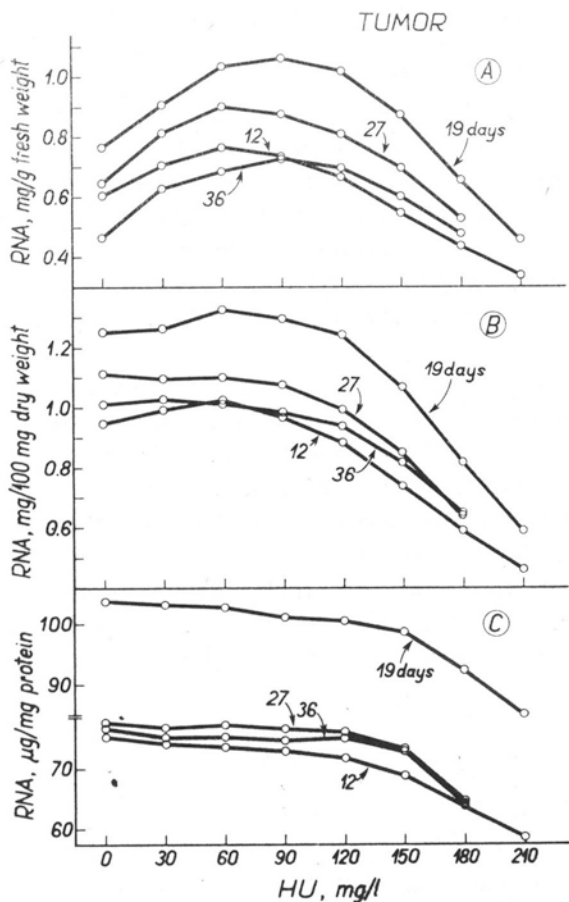 TUMOR
A
RNA, mg/g fresh weight
1.0
0.8
0.6
0.4
12
27
19 days
36
B
RNA, mg/100 mg dry weight
1.2
1.0
0.8
0.6
27
19 days
12
36
C
RNA, µg/mg protein
100
90
70
60
19 days
27
36
12
0 30 60 90 120 150 180 210
HU, mg/l